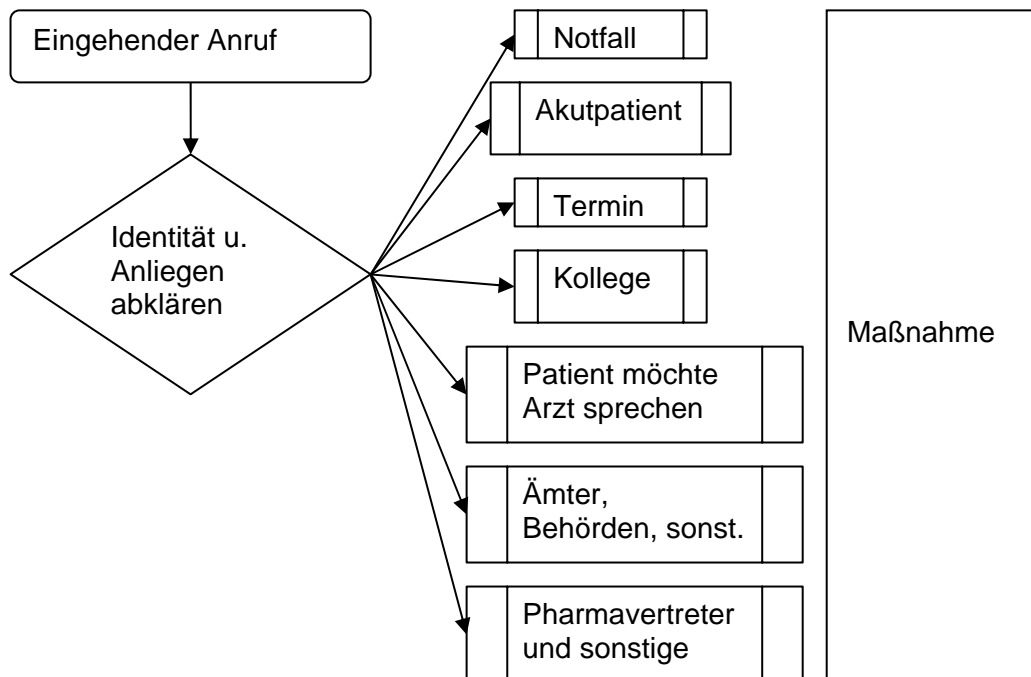 Eingehender Anruf
Identität u.
Anliegen
abklären
Notfall
Akutpatient
Termin
Kollege
Patient möchte
Arzt sprechen
Ämter,
Behörden, sonst.
Pharmavertreter
und sonstige
Maßnahme